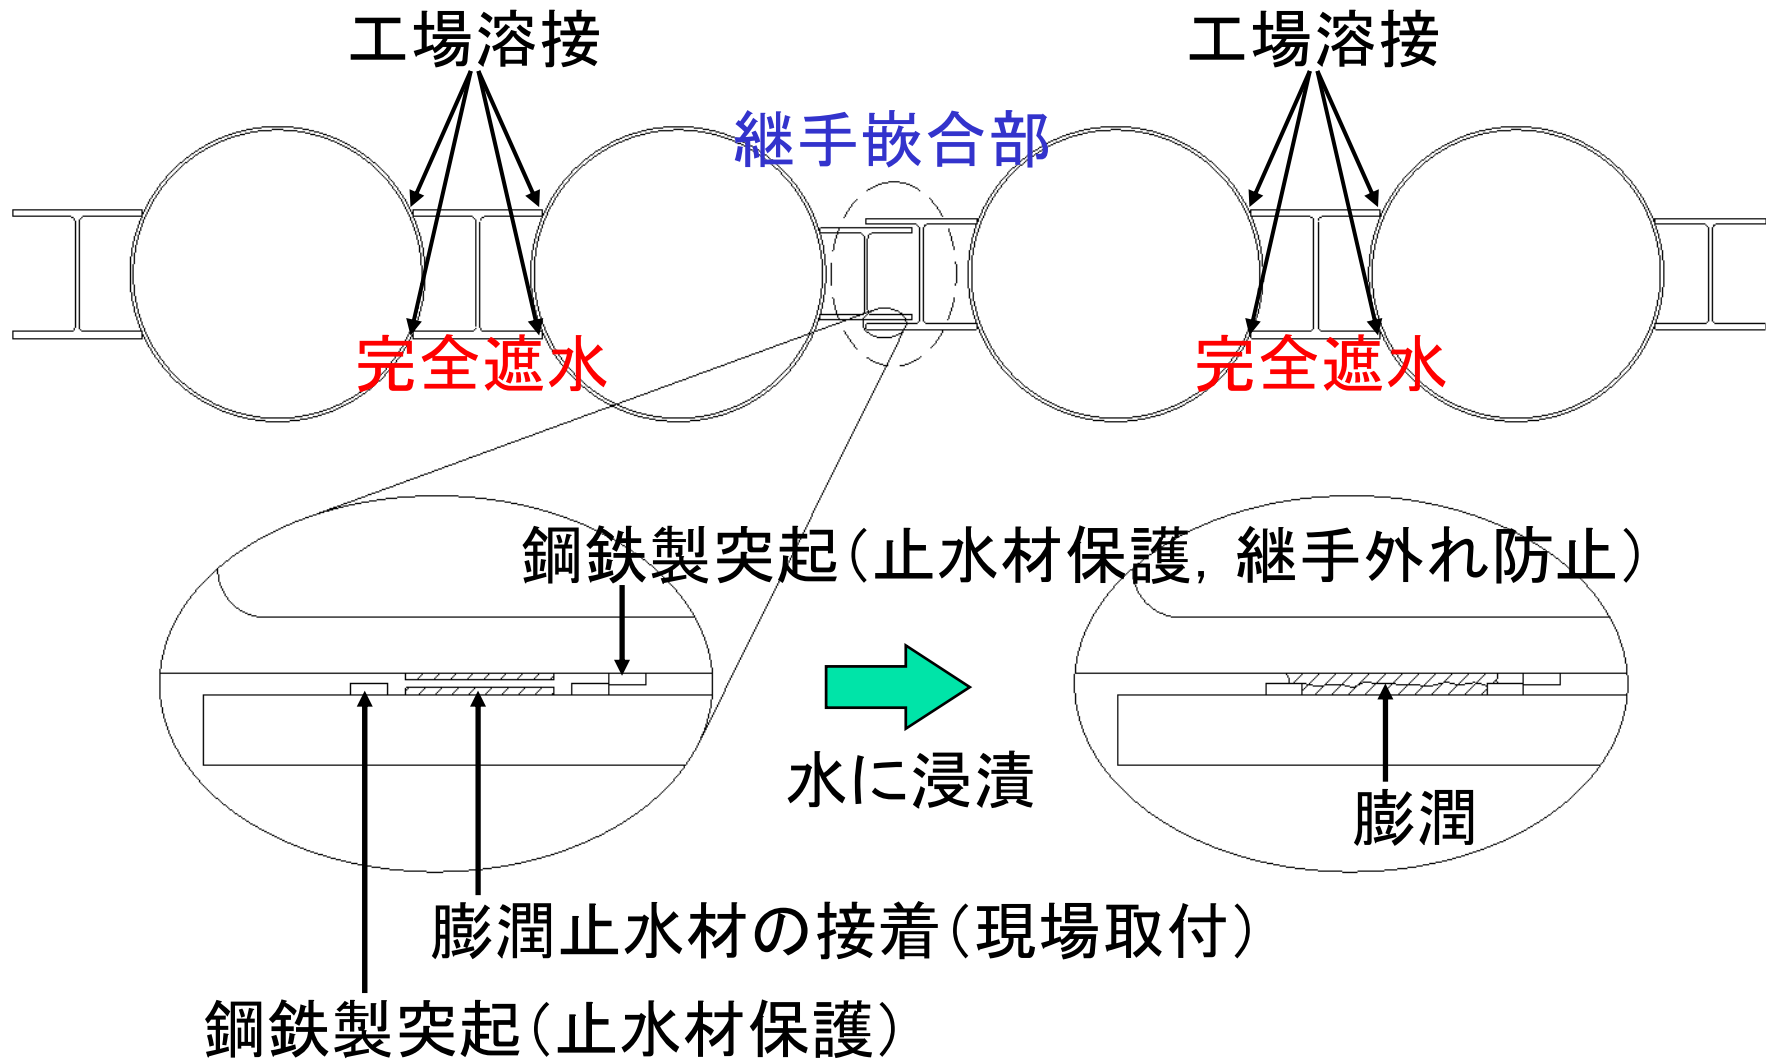 工場溶接
工場溶接
継手嵌合部
完全遮水
完全遮水
鋼鉄製突起(止水材保護, 継手外れ防止)
水に浸漬
膨潤
膨潤止水材の接着(現場取付)
鋼鉄製突起(止水材保護)